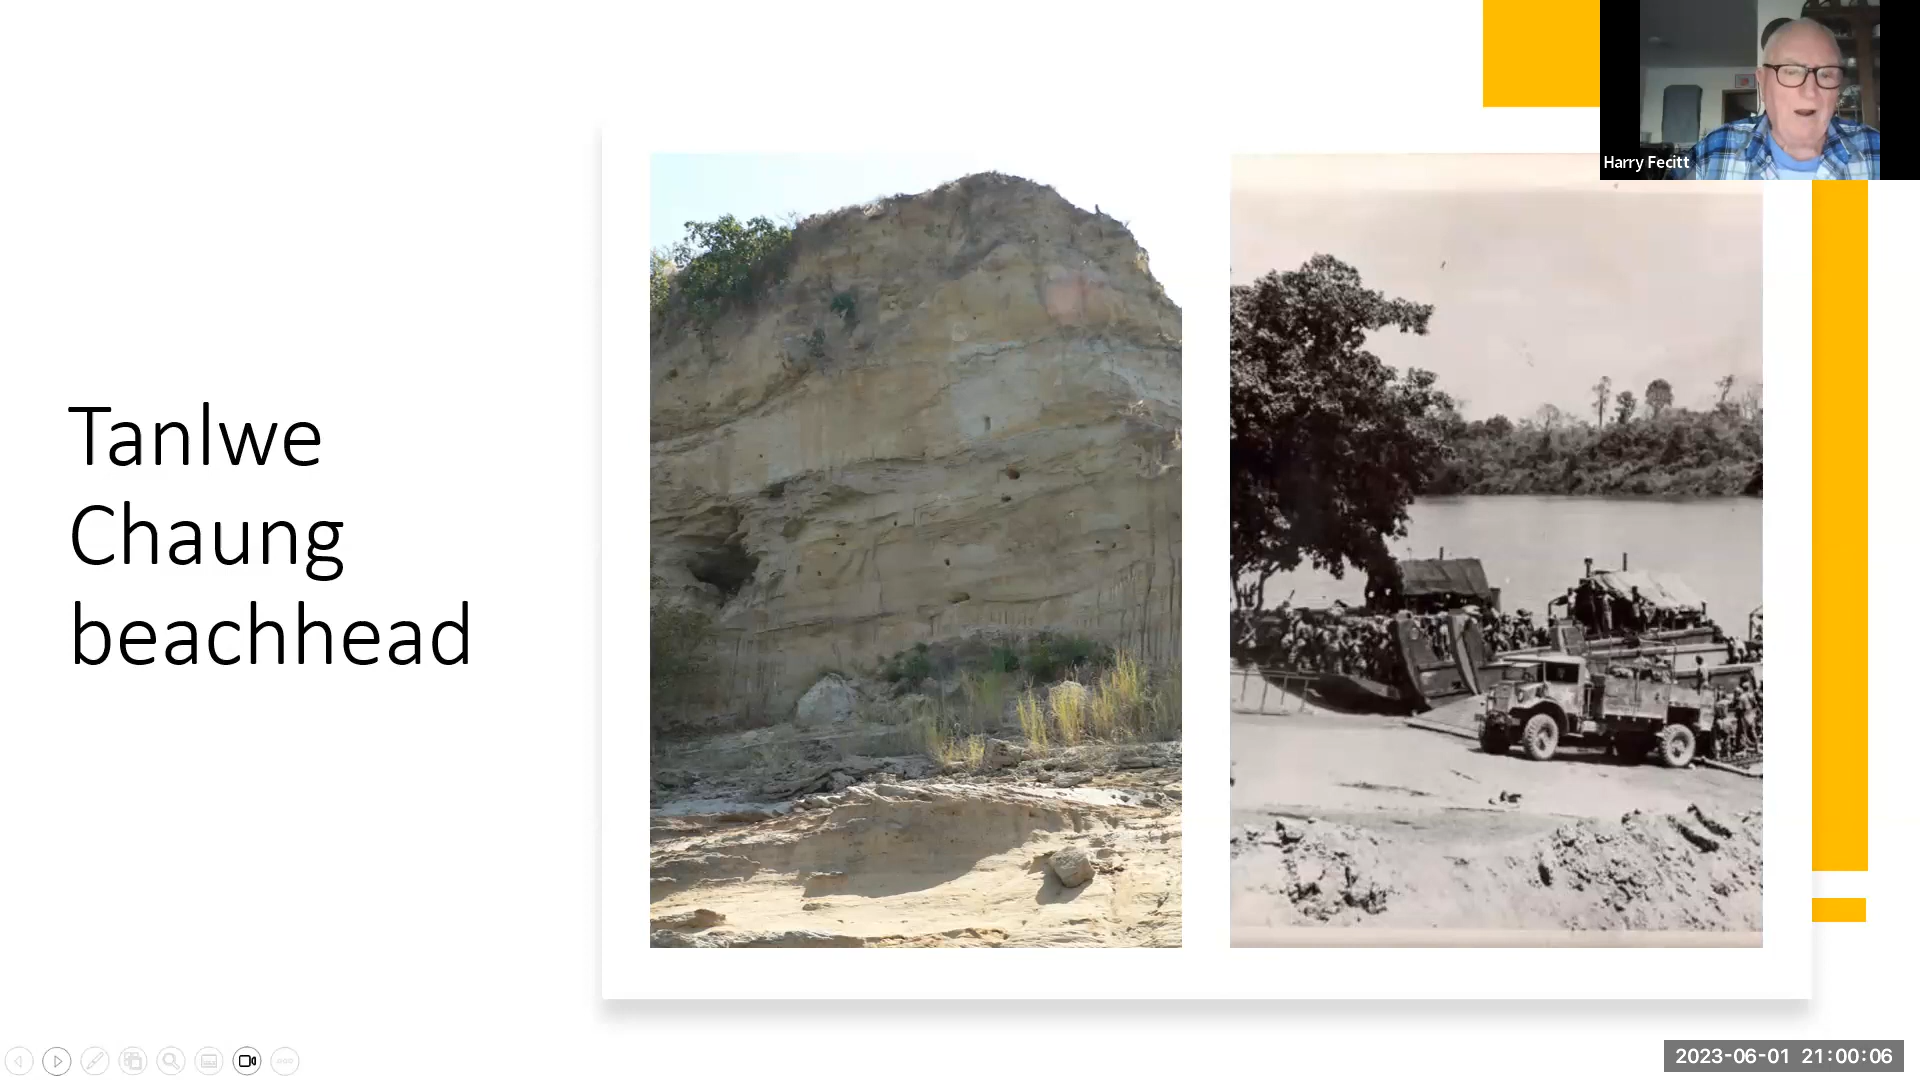 Harry Fecitt
Tanlwe
Chaung
beachhead
2023-06-01 21:00:06